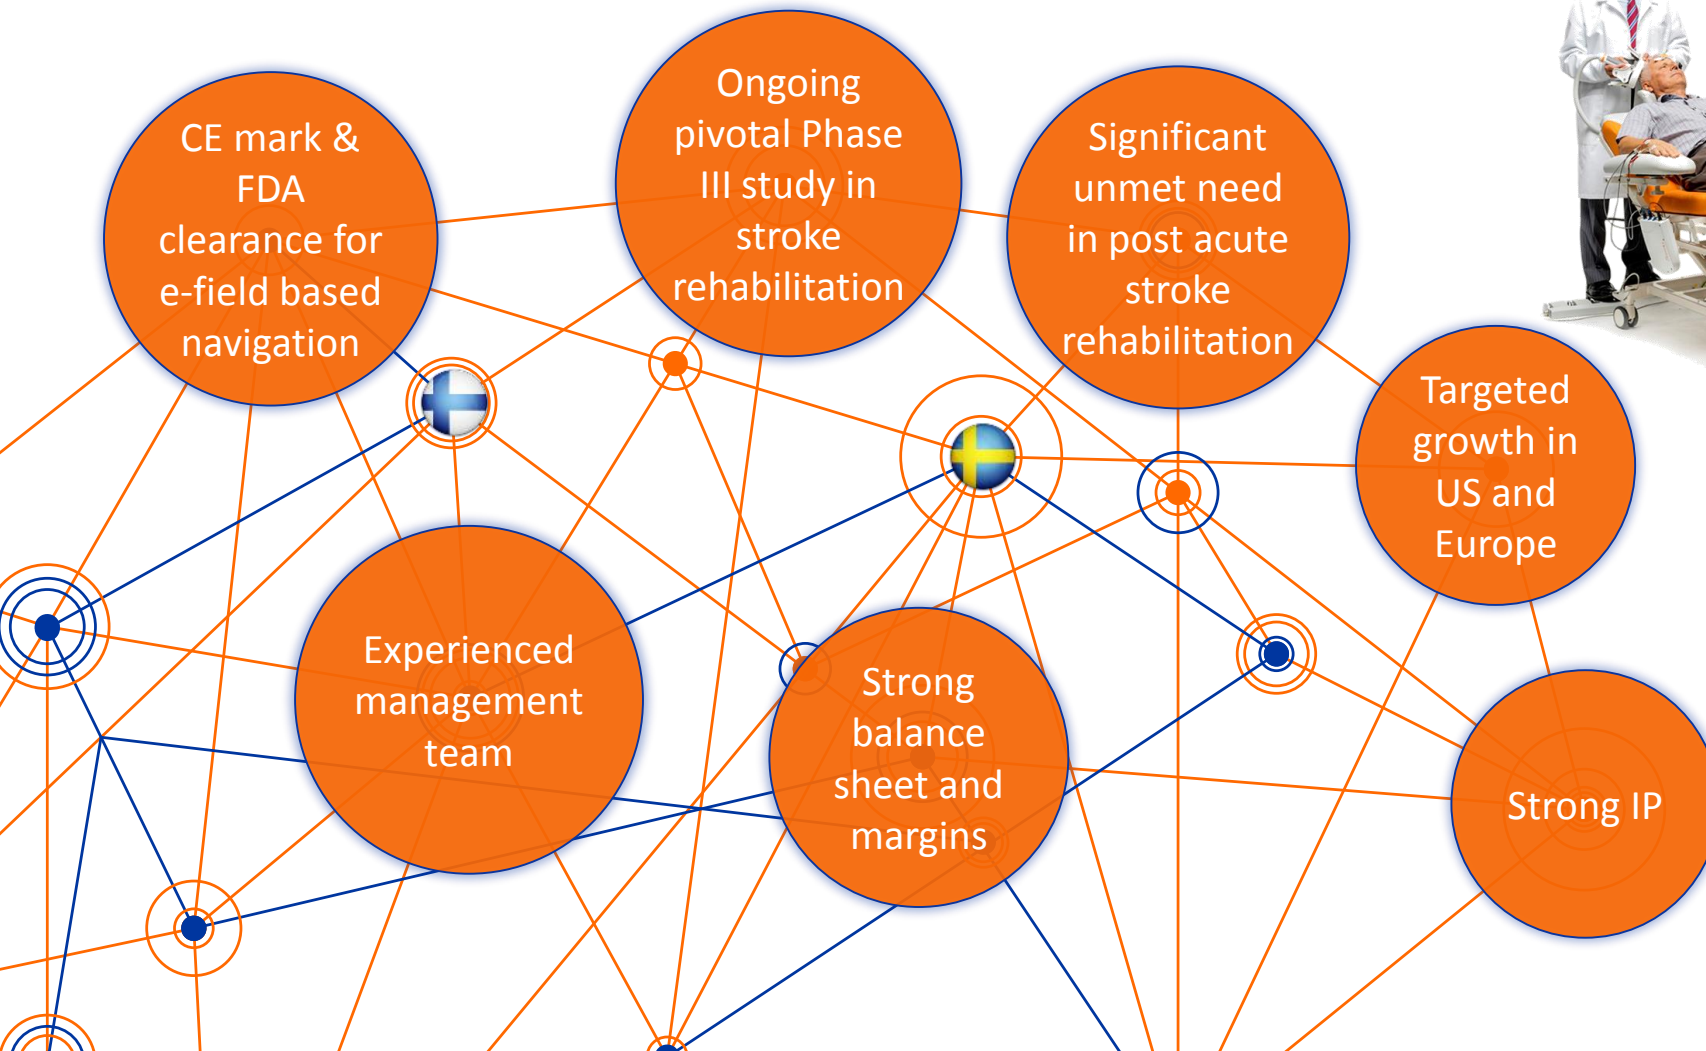 CE mark &
FDA
clearance for
e-field based
navigation
Ongoing
pivotal Phase
III study in
stroke
rehabilitation
Significant
unmet need
in post acute
stroke
rehabilitation
Targeted
growth in
US and
Europe
Experienced
management
team
Strong
balance
sheet and
margins
Strong IP